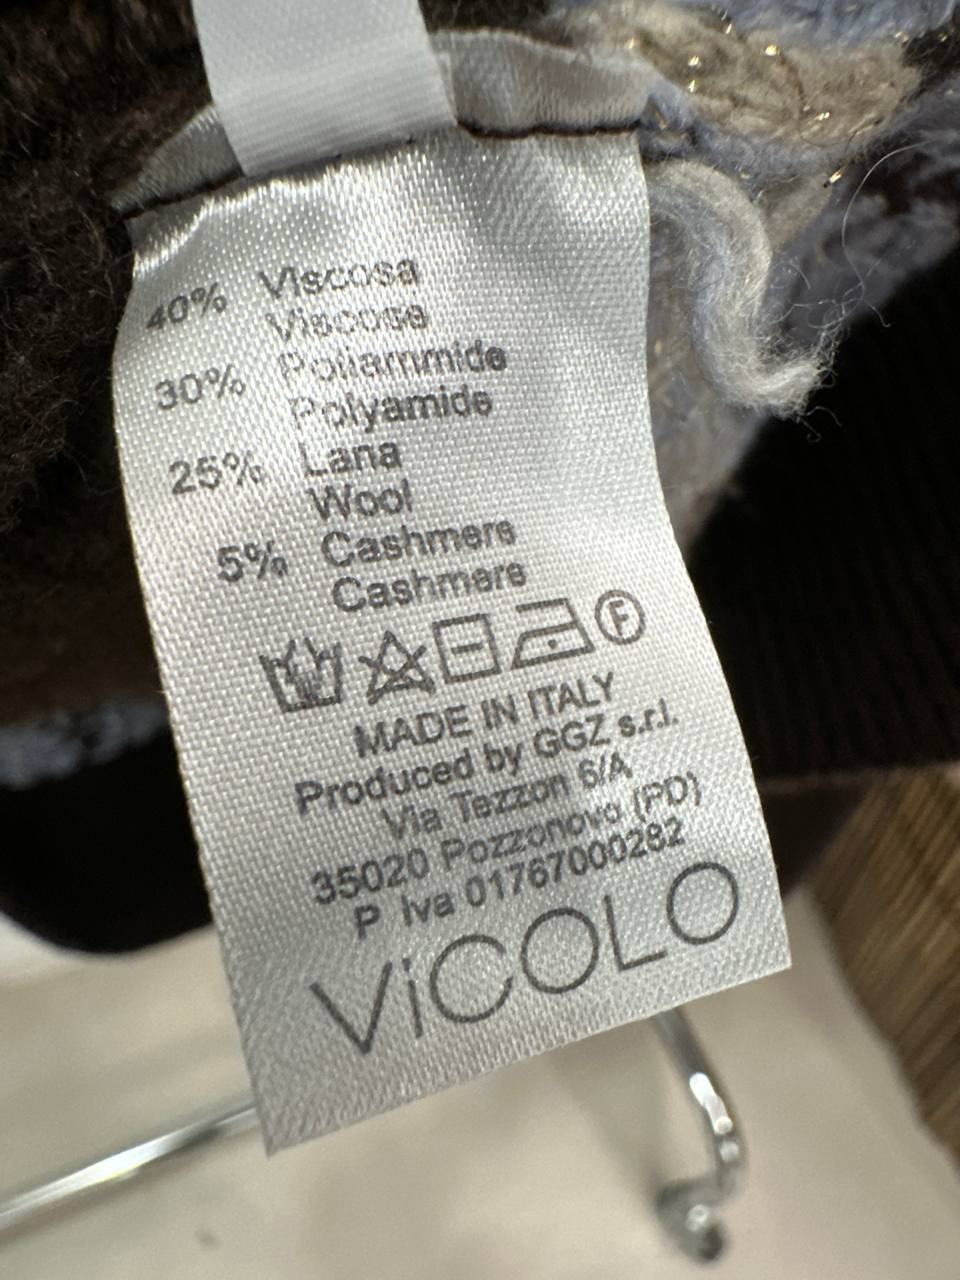 40% Viscosa
Viscose
30% Poliammide
Polyamide
25% Lana
Wool
5% Cashmere
Cashmere
F
MADE IN ITALY
Produced by GGZ s.r.l.
Via Tezzon 6/A
35020 Pozzonovo (PD)
P Iva 01767000282
ViCOLO